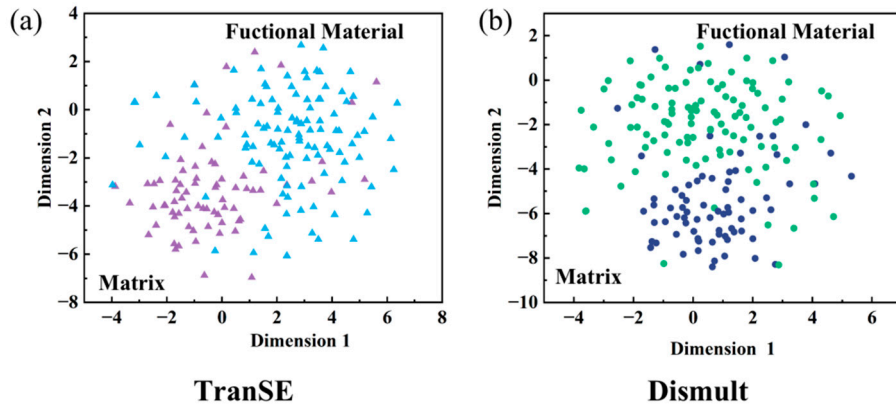 (a)
Fuctional Material
4
2
0
−2
−4
−6
−8
Dimension 2
Matrix
−4 −2 0 2 4 6 8
Dimension 1
TranSE
(b)
Fuctional Material
2
0
−2
−4
−6
−8
−10
Dimension 2
Matrix
−4 −2 0 2 4 6
Dimension 1
Dismult